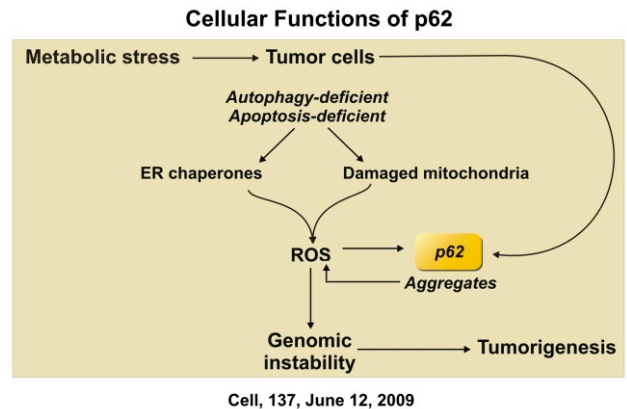 Cellular Functions of p62
Metabolic stress
Tumor cells
Autophagy-deficient
Apoptosis-deficient
ER chaperones
Damaged mitochondria
ROS
p62
Aggregates
Genomic
instability
Tumorigenesis
Cell, 137, June 12, 2009